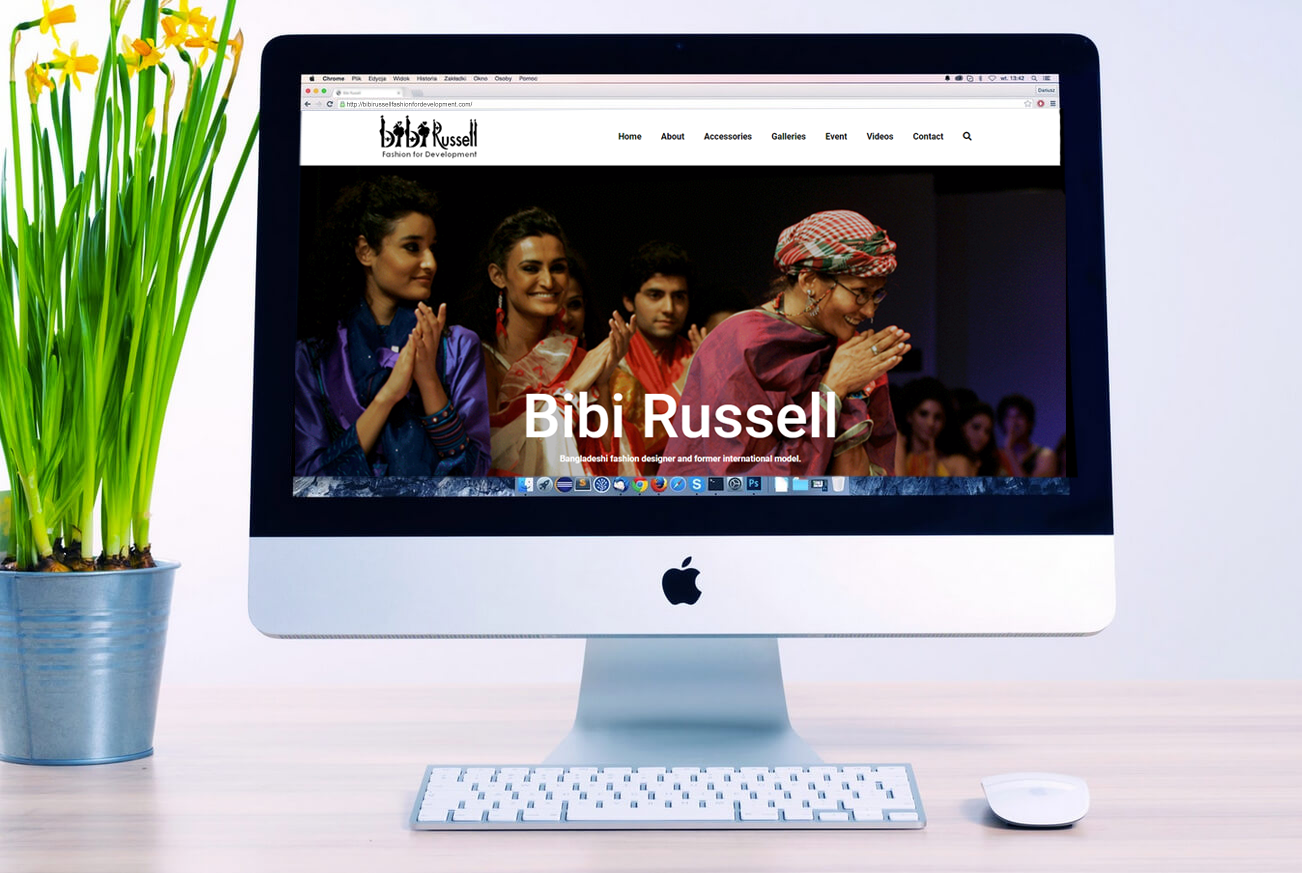 Chrome Plik Edycja Widok Historia Zakładki Okno Osoby Pomoc
wt. 13:42
Bibi Russell
Dariusz
http://bibirussellfashionfordevelopment.com/
bibi Russell
Fashion for Development
Home About Accessories Galleries Event Videos Contact
Bibi Russell
Bangladeshi fashion designer and former international model.
S
Ps